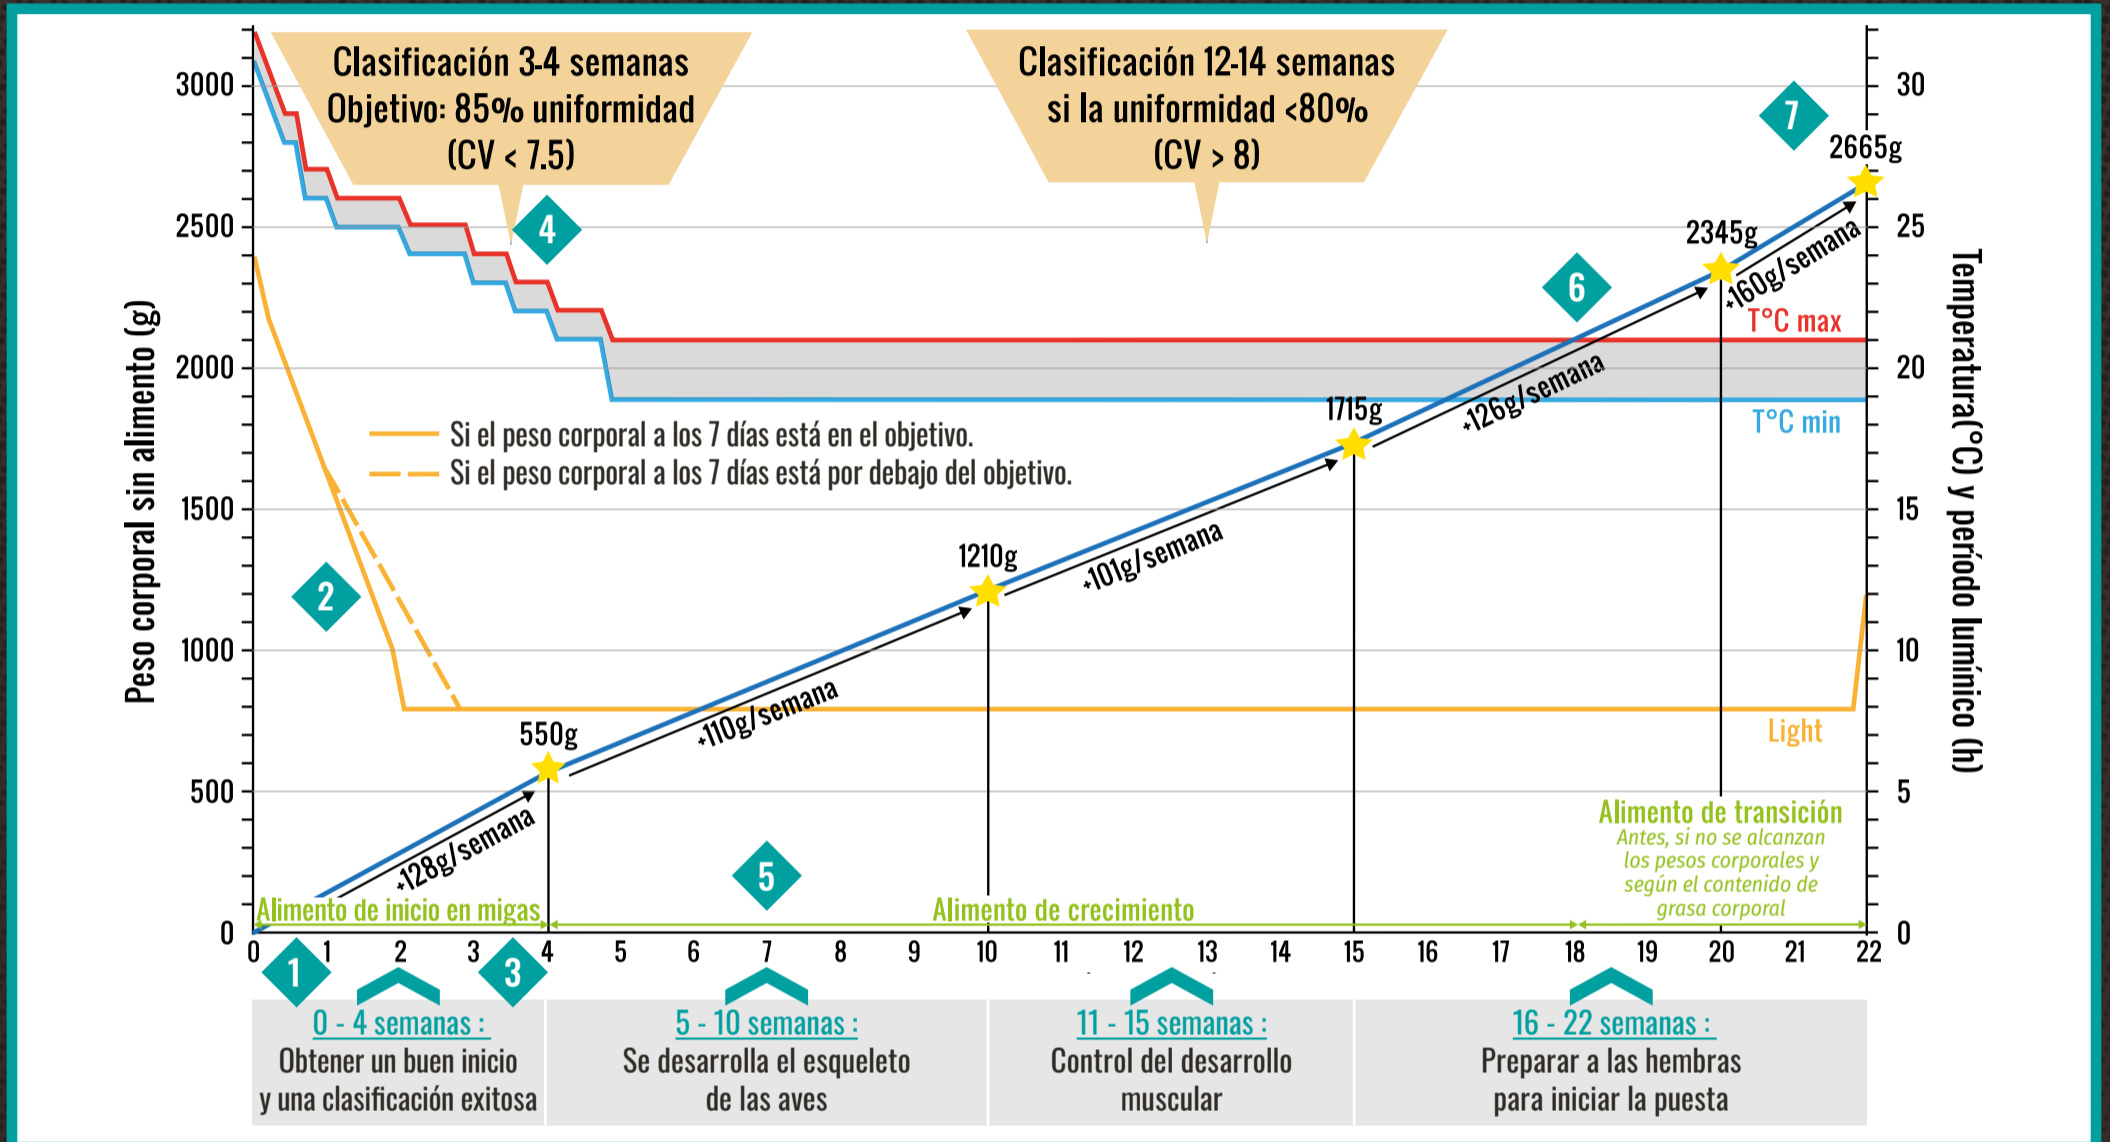 Clasificación 3-4 semanas
Objetivo: 85% uniformidad
(CV < 7.5)
Clasificación 12-14 semanas
si la uniformidad <80%
(CV > 8)
Peso corporal sin alimento (g)
3000
2500
2000
1500
1000
500
0
Temperatura(°C) y período lumínico (h)
30
25
20
15
10
5
0
7
2665g
4
2345g
6
+160g/semana
T°C max
1715g
+126g/semana
T°C min
Si el peso corporal a los 7 días está en el objetivo.
Si el peso corporal a los 7 días está por debajo del objetivo.
1210g
+101g/semana
2
+110g/semana
550g
Light
+128g/semana
5
Alimento de transición
Antes, si no se alcanzan
los pesos corporales y
según el contenido de
grasa corporal
Alimento de inicio en migas
Alimento de crecimiento
0 1 2 3 4 5 6 7 8 9 10 11 12 13 14 15 16 17 18 19 20 21 22
1
3
0 - 4 semanas :
Obtener un buen inicio
y una clasificación exitosa
5 - 10 semanas :
Se desarrolla el esqueleto
de las aves
11 - 15 semanas :
Control del desarrollo
muscular
16 - 22 semanas :
Preparar a las hembras
para iniciar la puesta